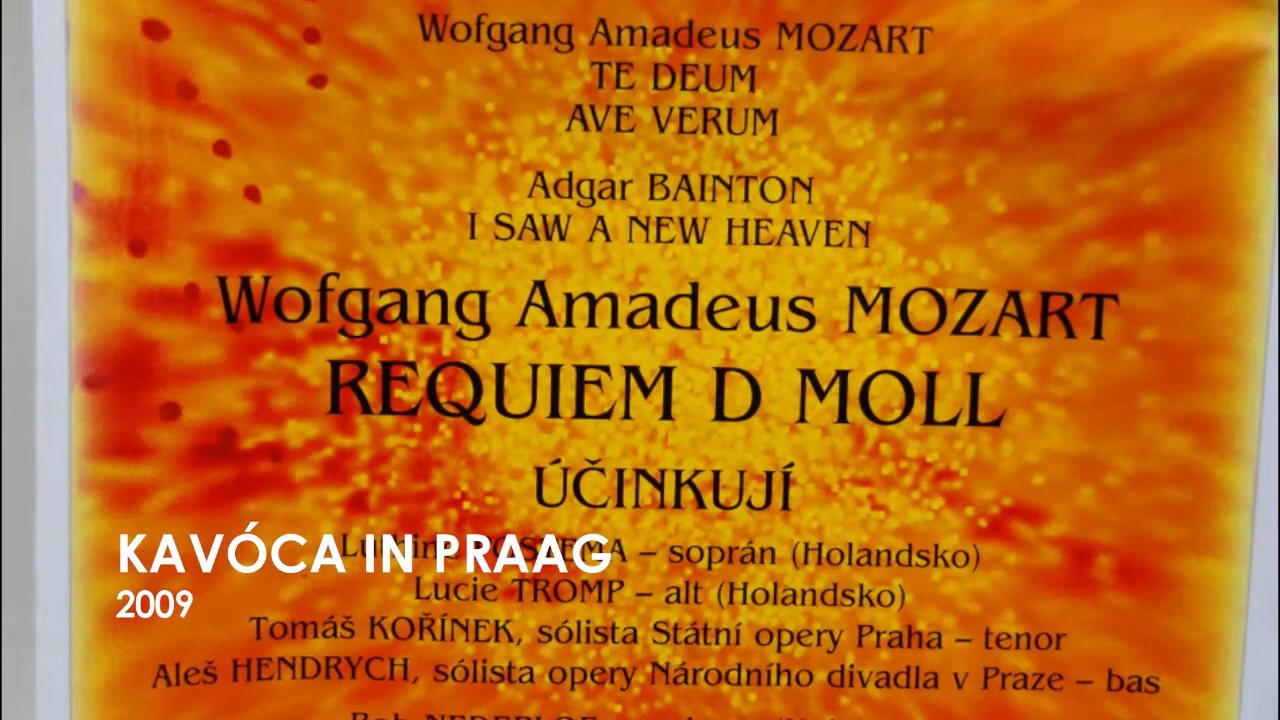 Wofgang Amadeus MOZART
TE DEUM
AVE VERUM
Adgar BAINTON
I SAW A NEW HEAVEN
Wofgang Amadeus MOZART
REQUIEM D MOLL
ÚČINKUJÍ
– soprán (Holandsko)
KAVÓCA IN PRAAG
Lucie TROMP – alt (Holandsko)
2009
Tomáš KOŘÍNEK, sólista Státní opery Praha – tenor
Aleš HENDRYCH, sólista opery Národního divadla v Praze – bas